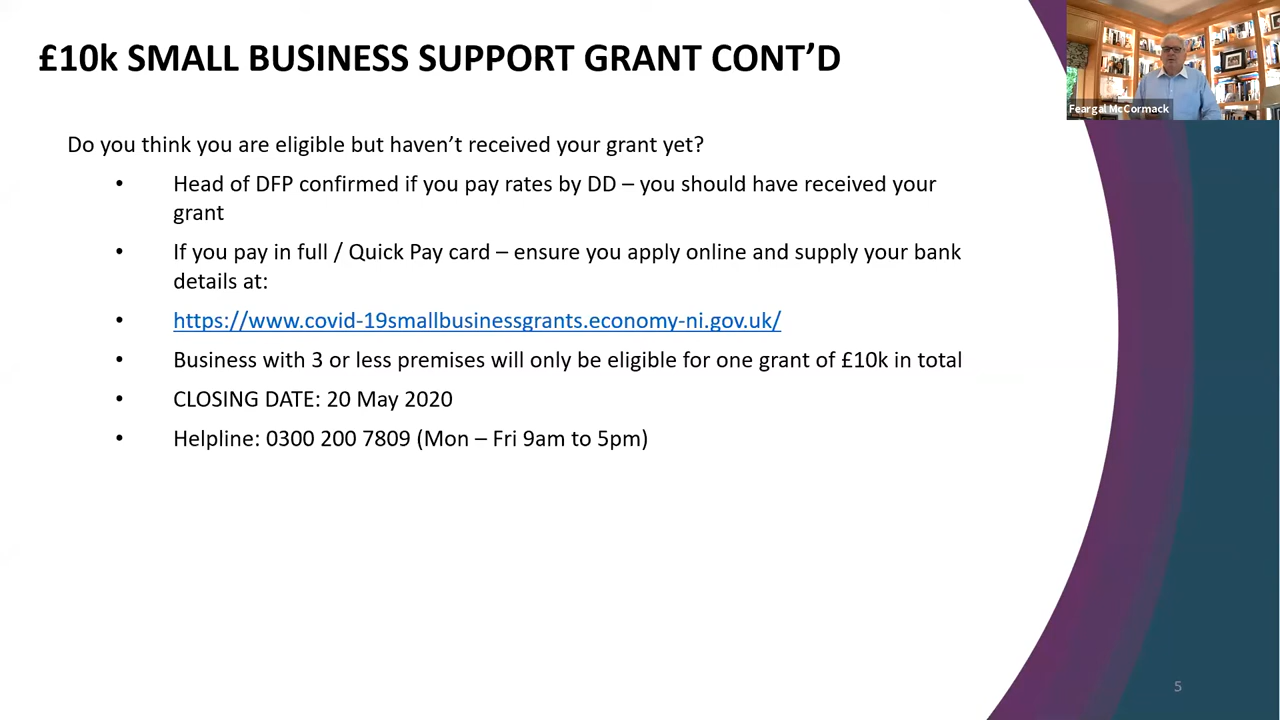 £10k SMALL BUSINESS SUPPORT GRANT CONT’D
Feargal McCormack
Do you think you are eligible but haven’t received your grant yet?
• Head of DFP confirmed if you pay rates by DD – you should have received your
grant
• If you pay in full / Quick Pay card – ensure you apply online and supply your bank
details at:
• https://www.covid-19smallbusinessgrants.economy-ni.gov.uk/
• Business with 3 or less premises will only be eligible for one grant of £10k in total
• CLOSING DATE: 20 May 2020
• Helpline: 0300 200 7809 (Mon – Fri 9am to 5pm)
5